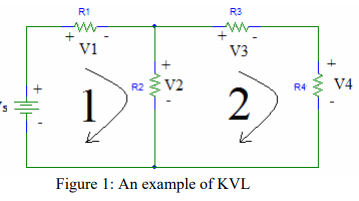 R1
R3
+ -
+ -
V1
V3
+
+
+
1
R2
V2
2
R4
V4
s
-
-
-
Figure 1: An example of KVL